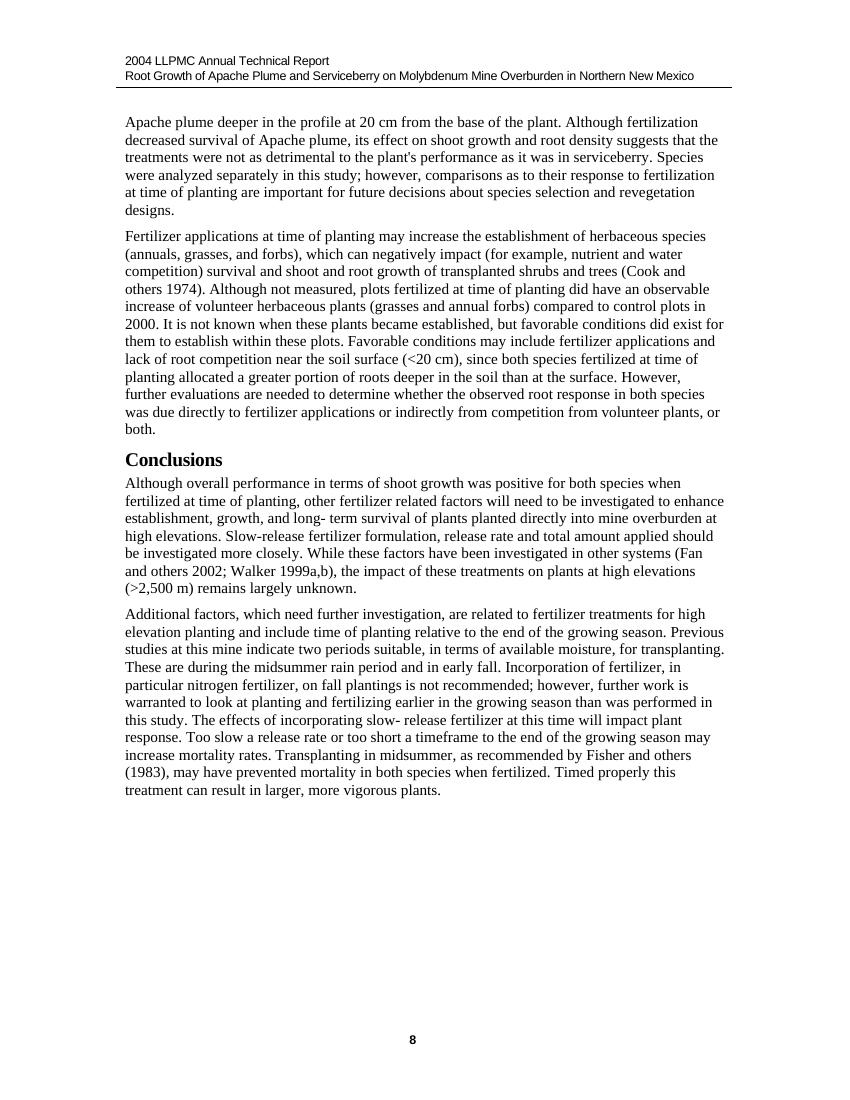 2004 LLPMC Annual Technical Report
Root Growth of Apache Plume and Serviceberry on Molybdenum Mine Overburden in Northern New Mexico
Apache plume deeper in the profile at 20 cm from the base of the plant. Although fertilization
decreased survival of Apache plume, its effect on shoot growth and root density suggests that the
treatments were not as detrimental to the plant's performance as it was in serviceberry. Species
were analyzed separately in this study; however, comparisons as to their response to fertilization
at time of planting are important for future decisions about species selection and revegetation
designs.
Fertilizer applications at time of planting may increase the establishment of herbaceous species
(annuals, grasses, and forbs), which can negatively impact (for example, nutrient and water
competition) survival and shoot and root growth of transplanted shrubs and trees (Cook and
others 1974). Although not measured, plots fertilized at time of planting did have an observable
increase of volunteer herbaceous plants (grasses and annual forbs) compared to control plots in
2000. It is not known when these plants became established, but favorable conditions did exist for
them to establish within these plots. Favorable conditions may include fertilizer applications and
lack of root competition near the soil surface (<20 cm), since both species fertilized at time of
planting allocated a greater portion of roots deeper in the soil than at the surface. However,
further evaluations are needed to determine whether the observed root response in both species
was due directly to fertilizer applications or indirectly from competition from volunteer plants, or
both.
Conclusions
Although overall performance in terms of shoot growth was positive for both species when
fertilized at time of planting, other fertilizer related factors will need to be investigated to enhance
establishment, growth, and long- term survival of plants planted directly into mine overburden at
high elevations. Slow-release fertilizer formulation, release rate and total amount applied should
be investigated more closely. While these factors have been investigated in other systems (Fan
and others 2002; Walker 1999a,b), the impact of these treatments on plants at high elevations
(>2,500 m) remains largely unknown.
Additional factors, which need further investigation, are related to fertilizer treatments for high
elevation planting and include time of planting relative to the end of the growing season. Previous
studies at this mine indicate two periods suitable, in terms of available moisture, for transplanting.
These are during the midsummer rain period and in early fall. Incorporation of fertilizer, in
particular nitrogen fertilizer, on fall plantings is not recommended; however, further work is
warranted to look at planting and fertilizing earlier in the growing season than was performed in
this study. The effects of incorporating slow- release fertilizer at this time will impact plant
response. Too slow a release rate or too short a timeframe to the end of the growing season may
increase mortality rates. Transplanting in midsummer, as recommended by Fisher and others
(1983), may have prevented mortality in both species when fertilized. Timed properly this
treatment can result in larger, more vigorous plants.
8